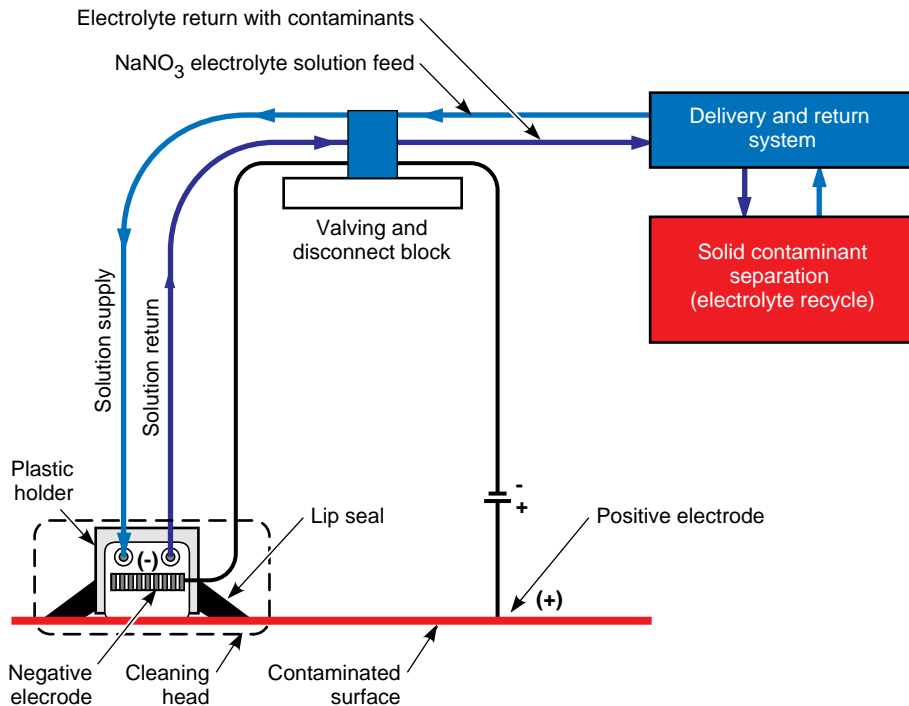 Electrolyte return with contaminants
NaNO3 electrolyte solution feed
Delivery and return
system
Valving and
disconnect block
Solid contaminant
separation
(electrolyte recycle)
Solution supply
Solution return
Plastic
holder
Lip seal
-
+
Positive electrode
(-)
(+)
Negative
elecrode
Cleaning
head
Contaminated
surface